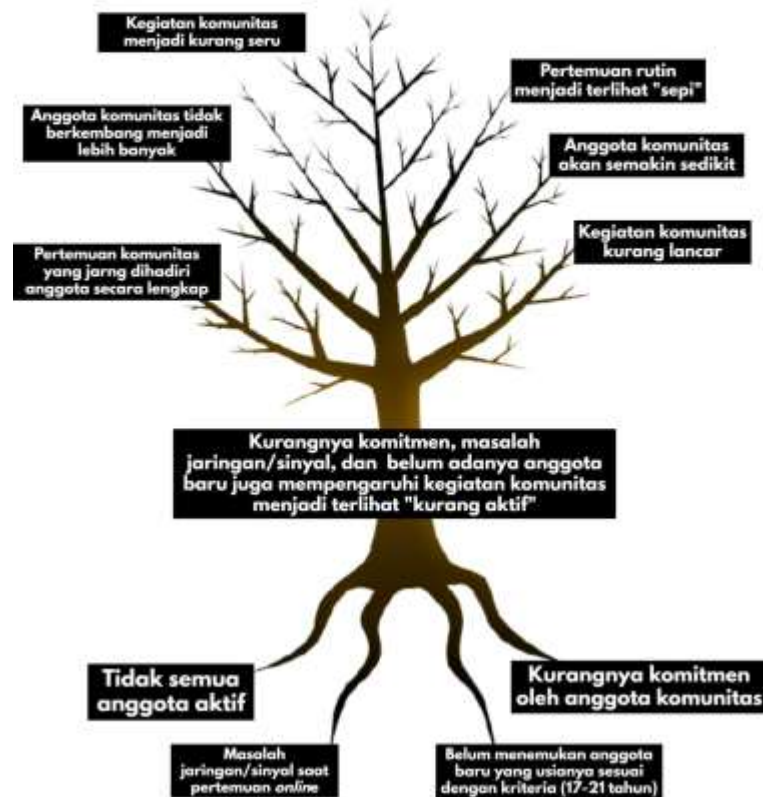 Kegiatan komunitas
menjadi kurang seru
Pertemuan rutin
menjadi terlihat "sepi"
Anggota komunitas tidak
berkembang menjadi
lebih banyak
Anggota komunitas
akan semakin sedikit
Kegiatan komunitas
kurang lancar
Pertemuan komunitas
yang jarng dihadiri
anggota secara lengkap
Kurangnya komitmen, masalah
jaringan/sinyal, dan belum adanya anggota
baru juga mempengaruhi kegiatan komunitas
menjadi terlihat "kurang aktif"
Tidak semua
anggota aktif
Kurangnya komitmen
oleh anggota komunitas
Masalah
jaringan/sinyal saat
pertemuan online
Belum menemukan anggota
baru yang usianya sesuai
dengan kriteria (17-21 tahun)